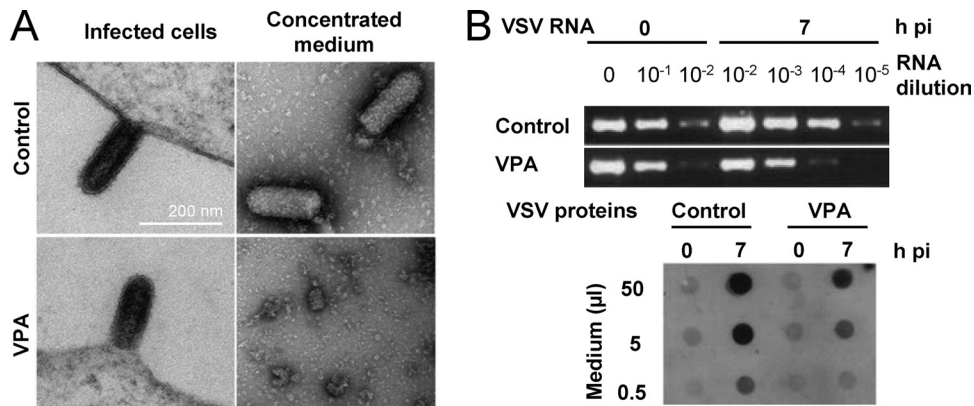 A
Infected cells
Concentrated
medium
Control
200 nm
VPA
B
VSV RNA 0 7 h pi
0 10-1 10-2 10-2 10-3 10-4 10-5 RNA
dilution
Control
VPA
VSV proteins Control VPA
0 7 0 7 h pi
Medium (µl)
50
5
0.5